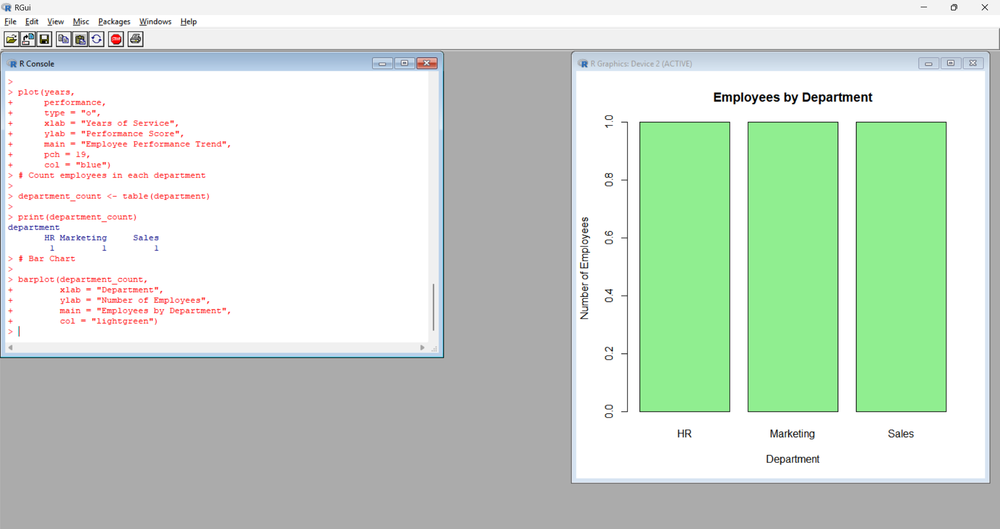 RGui
File Edit View Misc Packages Windows Help
STOP
R Console
>
> plot(years,
+      performance,
+      type = "o",
+      xlab = "Years of Service",
+      ylab = "Performance Score",
+      main = "Employee Performance Trend",
+      pch = 19,
+      col = "blue")
> # Count employees in each department
>
> department_count <- table(department)
>
> print(department_count)
department
       HR Marketing     Sales
        1         1         1
> # Bar Chart
>
> barplot(department_count,
+         xlab = "Department",
+         ylab = "Number of Employees",
+         main = "Employees by Department",
+         col = "lightgreen")
>
R Graphics: Device 2 (ACTIVE)
Employees by Department
Number of Employees
1.0
0.8
0.6
0.4
0.2
0.0
HR Marketing Sales
Department